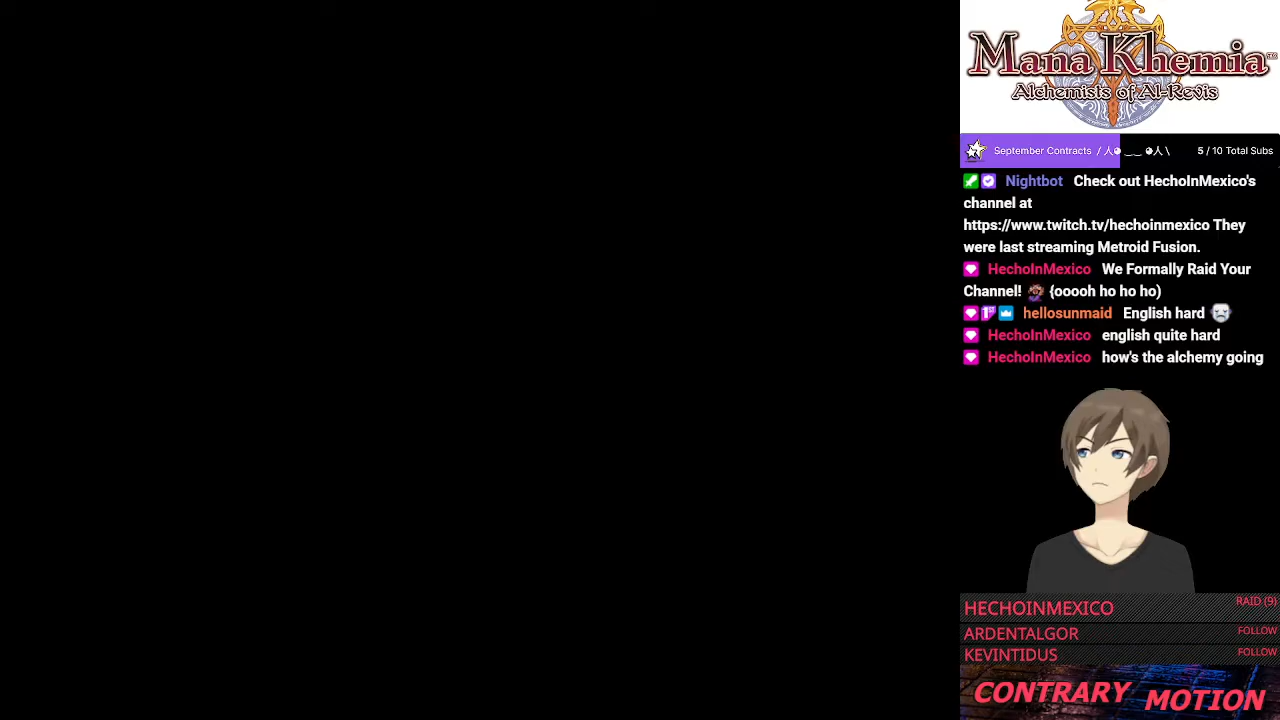 Mana Khemia
Alchemists of Al-Revis
September Contracts / 人◕ ‿‿ ◕人 \ 5 / 10 Total Subs
Nightbot Check out HechoInMexico's
channel at
https://www.twitch.tv/hechoinmexico They
were last streaming Metroid Fusion.
HechoInMexico We Formally Raid Your
Channel! {ooooh ho ho ho)
hellosunmaid English hard
HechoInMexico english quite hard
HechoInMexico how's the alchemy going
HECHOINMEXICO RAID (9)
ARDENTALGOR FOLLOW
KEVINTIDUS FOLLOW
CONTRARY MOTION